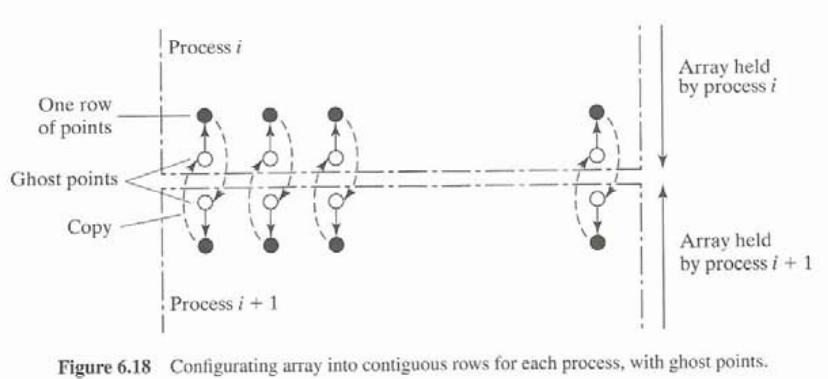 Process i
Array held
by process i
One row
of points
Ghost points
Copy
Array held
by process i + 1
Process i + 1
Figure 6.18 Configurating array into contiguous rows for each process, with ghost points.